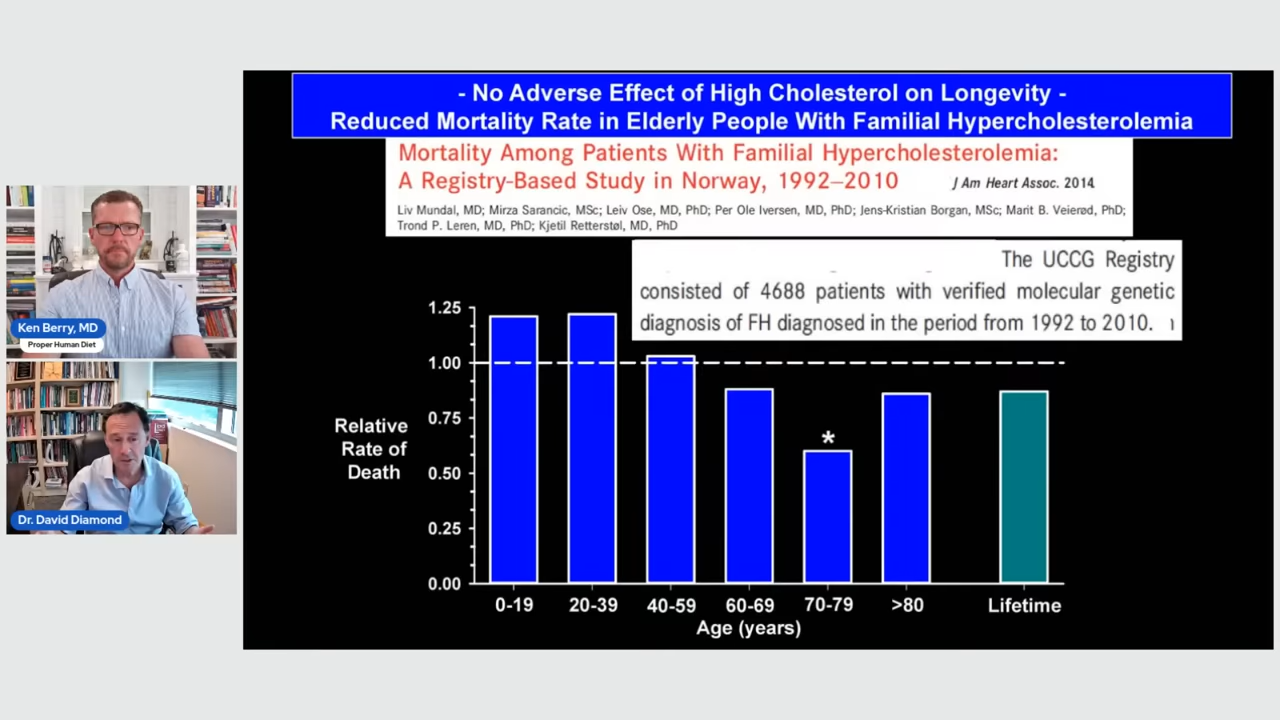 - No Adverse Effect of High Cholesterol on Longevity -
Reduced Mortality Rate in Elderly People With Familial Hypercholesterolemia
Mortality Among Patients With Familial Hypercholesterolemia:
A Registry-Based Study in Norway, 1992–2010
J Am Heart Assoc. 2014
Liv Mundal, MD; Mirza Sarancic, MSc; Leiv Ose, MD, PhD; Per Ole Iversen, MD, PhD; Jens-Kristian Borgan, MSc; Marit B. Veierød, PhD;
Trond P. Leren, MD, PhD; Kjetil Retterstøl, MD, PhD
The UCCG Registry
consisted of 4688 patients with verified molecular genetic
diagnosis of FH diagnosed in the period from 1992 to 2010.
Ken Berry, MD
Proper Human Diet
Dr. David Diamond
Relative
Rate of
Death
1.25
1.00
0.75
0.50
0.25
0.00
*
0-19 20-39 40-59 60-69 70-79 >80 Lifetime
Age (years)